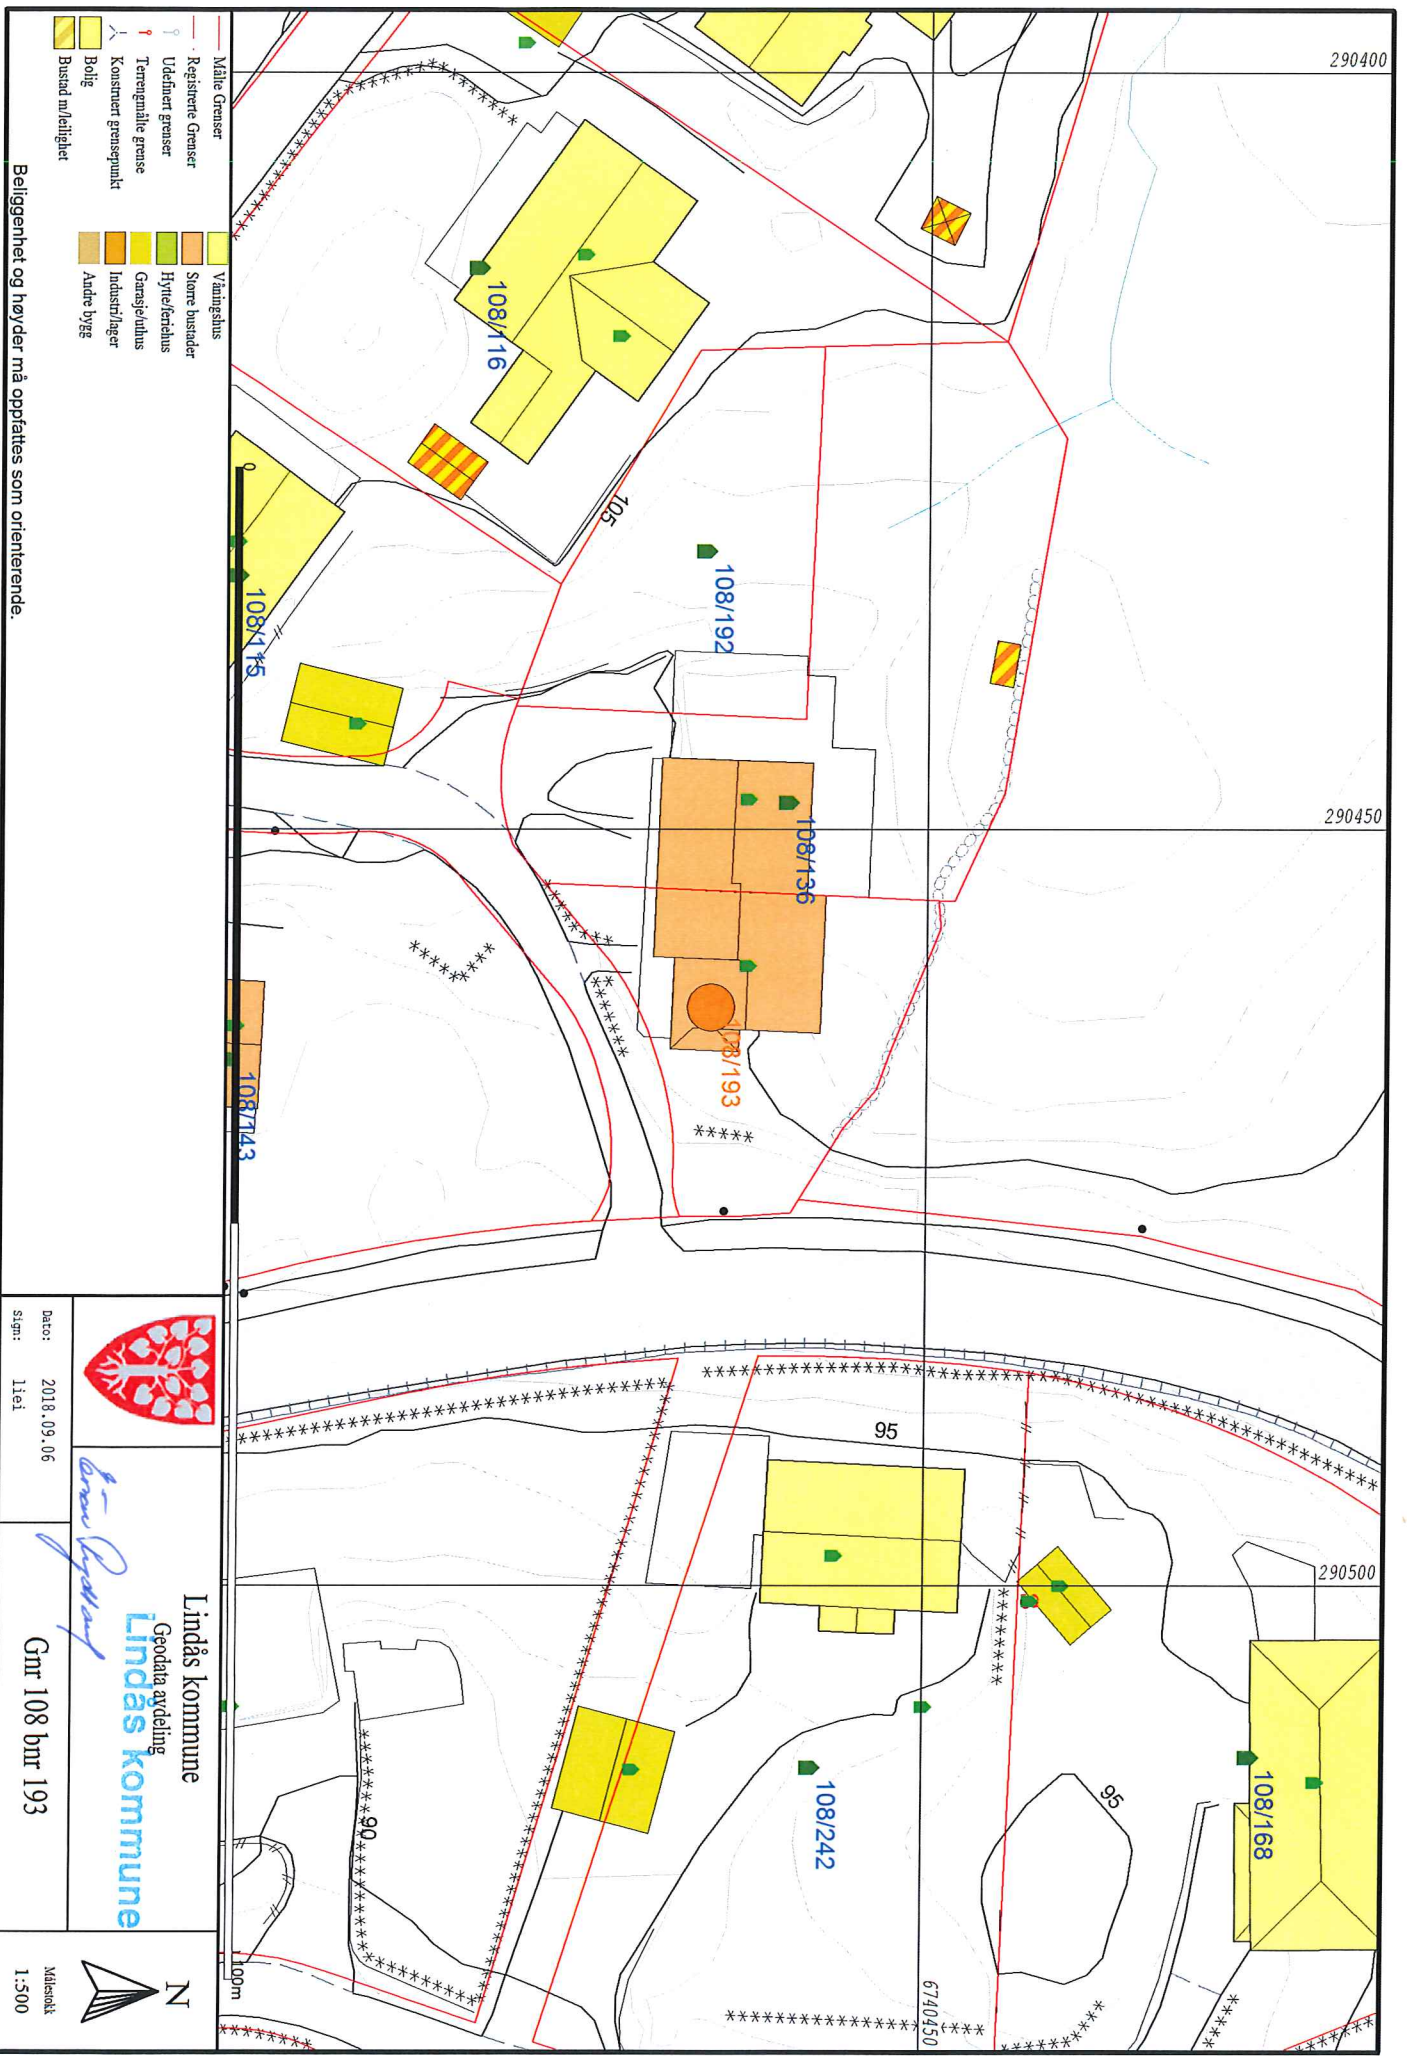 290400
290450
290500
6740450
108/116
105
108/192
108/115
108/136
108/193
108/143
95
95
108/168
108/242
90
0
100m
Målte Grenser
Registrerte Grenser
Udefinert grenser
Terrengmålte grense
Konstruert grensepunkt
Bolig
Bustad m/leilighet
Våningshus
Større bustader
Hytte/feriehus
Garasje/uthus
Industri/lager
Andre bygg
Beliggenhet og høyder må oppfattes som orienterende.
Lindås kommune
Geodata avdeling
Lindås kommune
Dato: 2018.09.06
sign: liei
Gnr 108 bnr 193
N
Målestokk
1:500